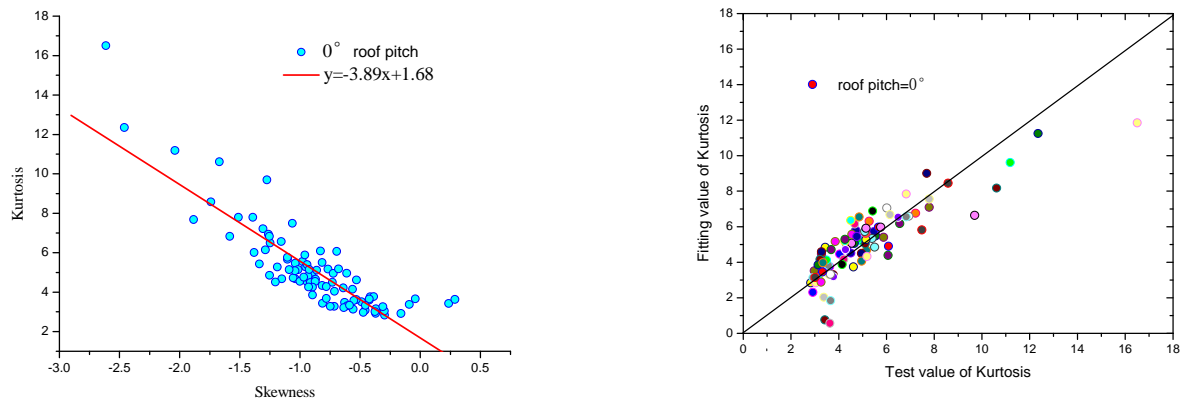 18
16
14
12
10
8
6
4
2
Kurtosis
0° roof pitch
y=-3.89x+1.68
-3.0 -2.5 -2.0 -1.5 -1.0 -0.5 0.0 0.5
Skewness
18
16
14
12
10
8
6
4
2
0
Fitting value of Kurtosis
roof pitch=0°
0 2 4 6 8 10 12 14 16 18
Test value of Kurtosis